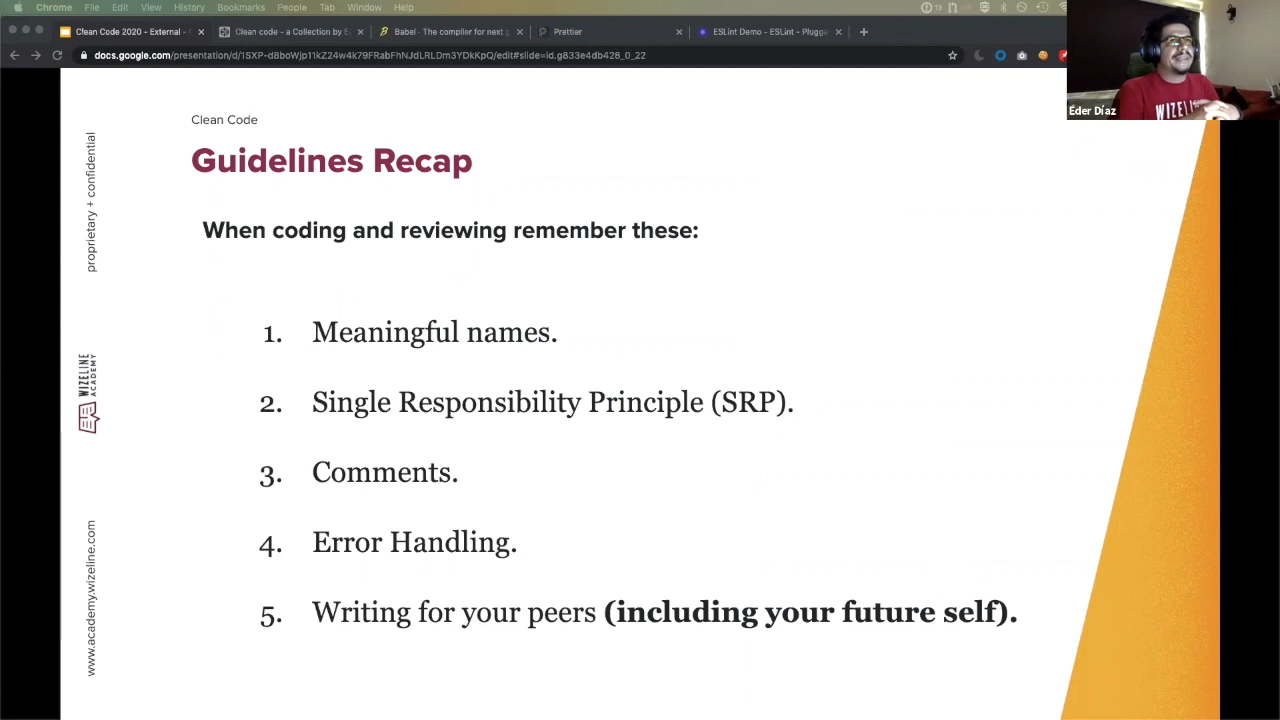 Chrome File Edit View History Bookmarks People Tab Window Help
Clean Code 2020 - External -
Clean code - a Collection by E
Babel · The compiler for next g
Prettier
ESLint Demo - ESLint - Plugga
docs.google.com/presentation/d/1SXP-d8boWjp11kZ24w4k79FRabFhNJdLRLDm3YDkKpQ/edit#slide=id.g833e4db428_0_22
Éder Díaz
WIZELINE
proprietary + confidential
WIZELINE
ACADEMY
www.academy.wizeline.com
Clean Code
Guidelines Recap
When coding and reviewing remember these:
1. Meaningful names.
2. Single Responsibility Principle (SRP).
3. Comments.
4. Error Handling.
5. Writing for your peers (including your future self).